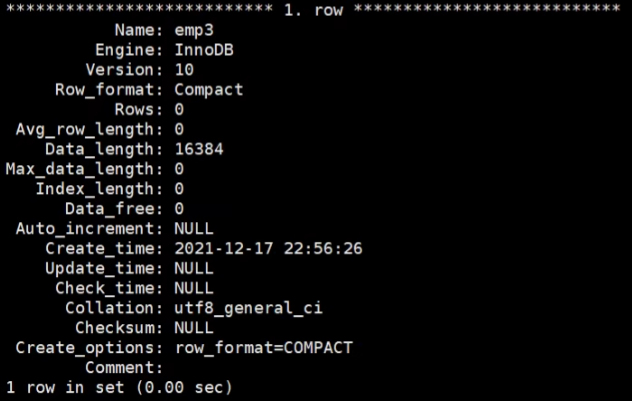 *************************** 1. row ***************************
Name: emp3
Engine: InnoDB
Version: 10
Row_format: Compact
Rows: 0
Avg_row_length: 0
Data_length: 16384
Max_data_length: 0
Index_length: 0
Data_free: 0
Auto_increment: NULL
Create_time: 2021-12-17 22:56:26
Update_time: NULL
Check_time: NULL
Collation: utf8_general_ci
Checksum: NULL
Create_options: row_format=COMPACT
Comment:
1 row in set (0.00 sec)